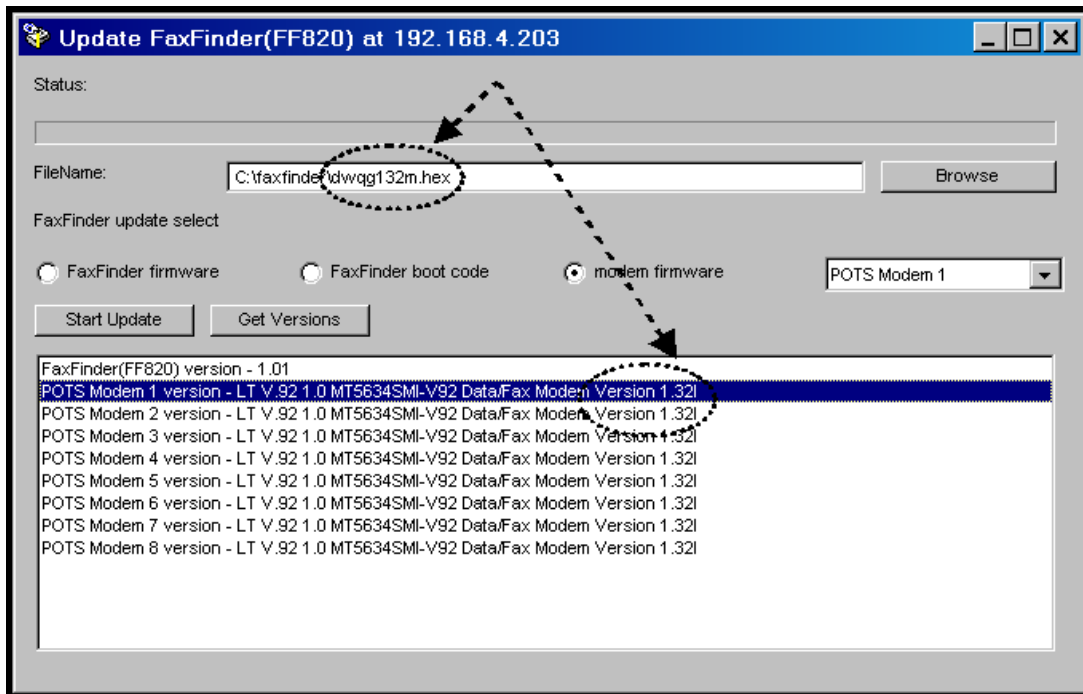 Update FaxFinder(FF820) at 192.168.4.203
Status:
FileName: C:\faxfinder\dwqg132m.hex Browse
FaxFinder update select
FaxFinder firmware FaxFinder boot code modem firmware POTS Modem 1
Start Update Get Versions
FaxFinder(FF820) version - 1.01
POTS Modem 1 version - LT V.92 1.0 MT5634SMI-V92 Data/Fax Modem Version 1.32l
POTS Modem 2 version - LT V.92 1.0 MT5634SMI-V92 Data/Fax Modem Version 1.32l
POTS Modem 3 version - LT V.92 1.0 MT5634SMI-V92 Data/Fax Modem Version 1.32l
POTS Modem 4 version - LT V.92 1.0 MT5634SMI-V92 Data/Fax Modem Version 1.32l
POTS Modem 5 version - LT V.92 1.0 MT5634SMI-V92 Data/Fax Modem Version 1.32l
POTS Modem 6 version - LT V.92 1.0 MT5634SMI-V92 Data/Fax Modem Version 1.32l
POTS Modem 7 version - LT V.92 1.0 MT5634SMI-V92 Data/Fax Modem Version 1.32l
POTS Modem 8 version - LT V.92 1.0 MT5634SMI-V92 Data/Fax Modem Version 1.32l